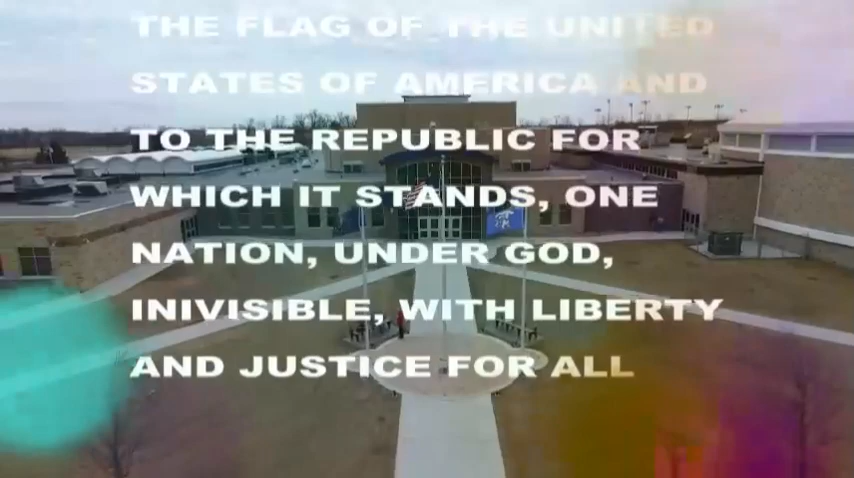 THE FLAG OF THE UNITED
STATES OF AMERICA AND
TO THE REPUBLIC FOR
WHICH IT STANDS, ONE
NATION, UNDER GOD,
INIVISIBLE, WITH LIBERTY
AND JUSTICE FOR ALL